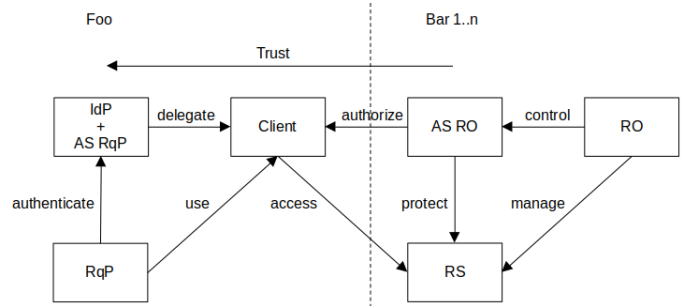 Foo
Bar 1..n
Trust
IdP
+
AS RqP
delegate
Client
authorize
AS RO
control
RO
authenticate
use
access
protect
manage
RqP
RS